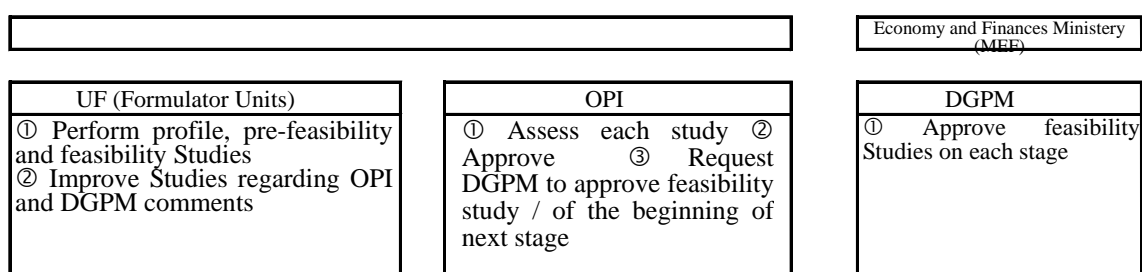 Economy and Finances Ministery
(MEF)
UF (Formulator Units)
① Perform profile, pre-feasibility
and feasibility Studies
② Improve Studies regarding OPI
and DGPM comments
OPI
① Assess each study ②
Approve ③ Request
DGPM to approve feasibility
study / of the beginning of
next stage
DGPM
① Approve feasibility
Studies on each stage